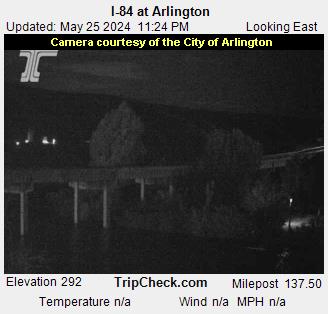 I-84 at Arlington
Updated: May 25 2024 11:24 PM Looking East
Camera courtesy of the City of Arlington
Elevation 292 TripCheck.com Milepost 137.50
Temperature n/a Wind n/a MPH n/a